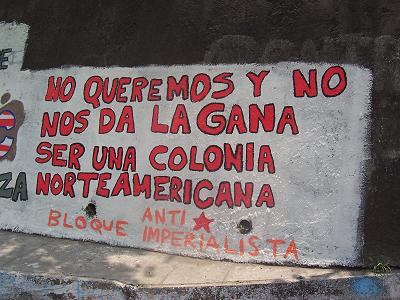 NO QUEREMOS Y NO
NOS DA LA GANA
SER UNA COLONIA
NORTEAMERICANA
BLOQUE ANTI
IMPERIALISTA